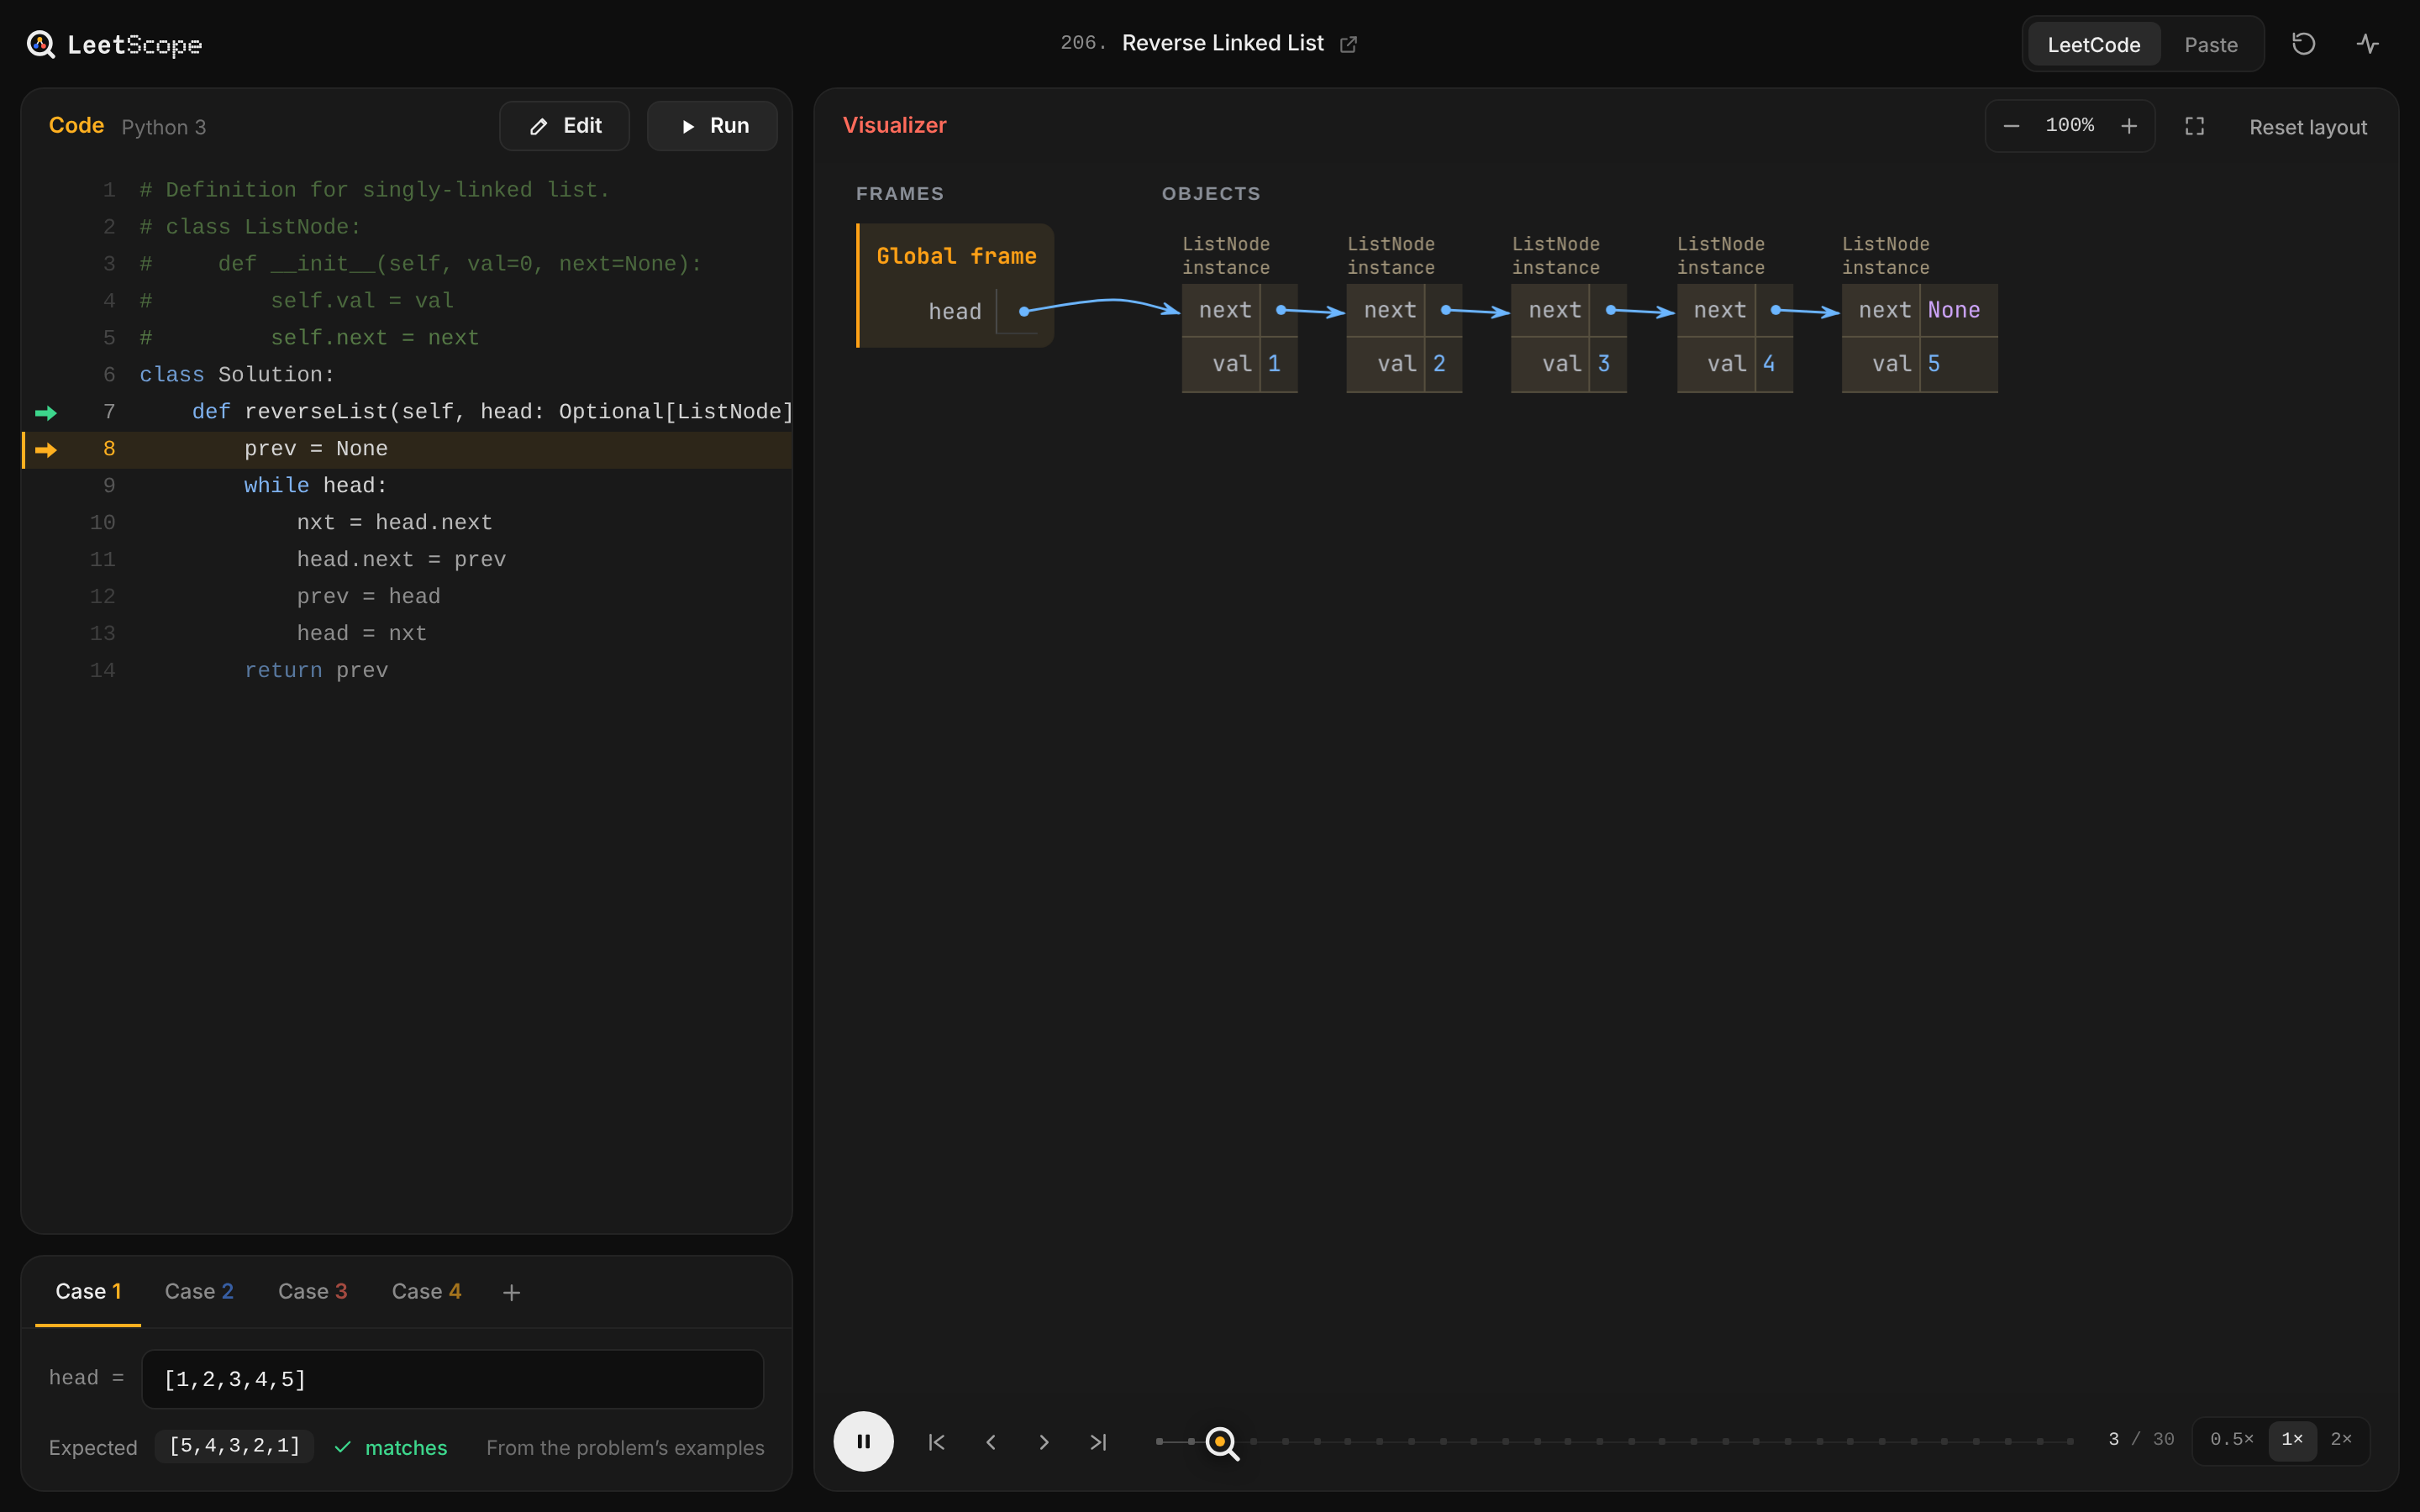 LeetScope
206. Reverse Linked List
LeetCode Paste
Code Python 3 Edit Run
1 # Definition for singly-linked list.
2 # class ListNode:
3 #     def __init__(self, val=0, next=None):
4 #         self.val = val
5 #         self.next = next
6 class Solution:
7     def reverseList(self, head: Optional[ListNode]
8         prev = None
9         while head:
10             nxt = head.next
11             head.next = prev
12             prev = head
13             head = nxt
14         return prev
Case 1 Case 2 Case 3 Case 4 +
head = [1,2,3,4,5]
Expected [5,4,3,2,1] matches From the problem's examples
Visualizer − 100% + Reset layout
FRAMES OBJECTS
Global frame
head
ListNode ListNode ListNode ListNode ListNode
instance instance instance instance instance
next next next next next None
val 1 val 2 val 3 val 4 val 5
3 / 30 0.5× 1× 2×